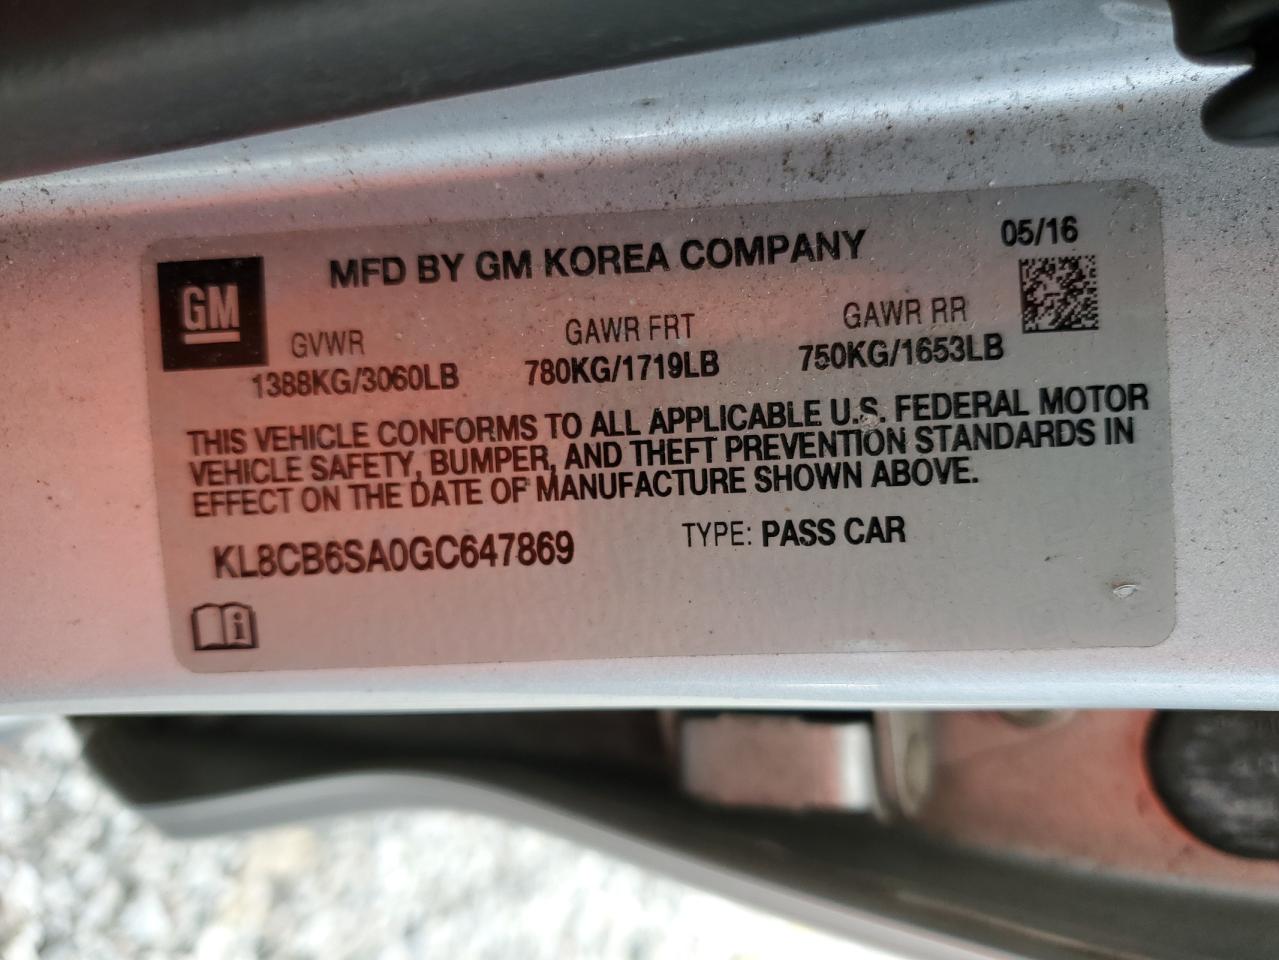 05/16
MFD BY GM KOREA COMPANY
GM
GVWR GAWR FRT GAWR RR
1388KG/3060LB 780KG/1719LB 750KG/1653LB
THIS VEHICLE CONFORMS TO ALL APPLICABLE U.S. FEDERAL MOTOR
VEHICLE SAFETY, BUMPER, AND THEFT PREVENTION STANDARDS IN
EFFECT ON THE DATE OF MANUFACTURE SHOWN ABOVE.
KL8CB6SA0GC647869 TYPE: PASS CAR
i